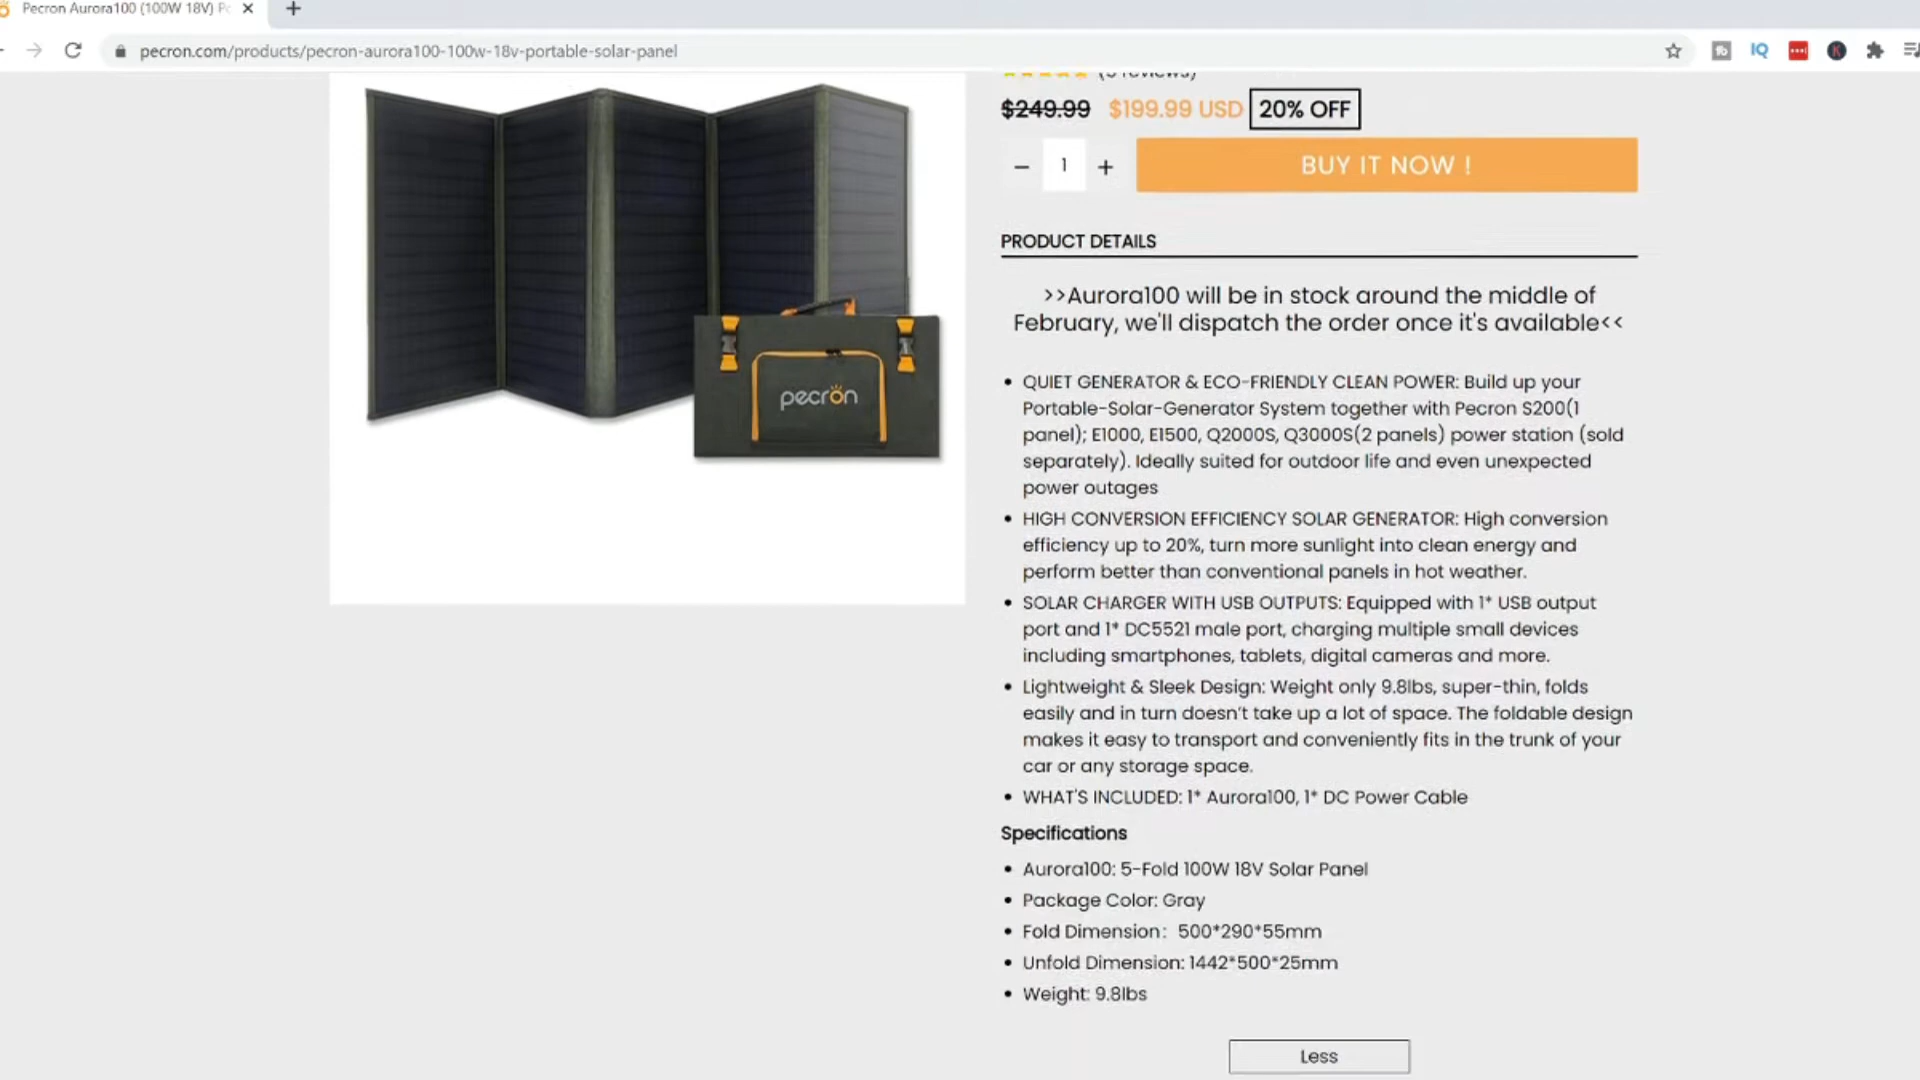 Pecron Aurora100 (100W 18V) Po
pecron.com/products/pecron-aurora100-100w-18v-portable-solar-panel
IQ
K
(5 reviews)
$249.99 $199.99 USD 20% OFF
− 1 + BUY IT NOW !
PRODUCT DETAILS
>>Aurora100 will be in stock around the middle of
February, we'll dispatch the order once it's available<<
• QUIET GENERATOR & ECO-FRIENDLY CLEAN POWER: Build up your
Portable-Solar-Generator System together with Pecron S200(1
panel); E1000, E1500, Q2000S, Q3000S(2 panels) power station (sold
separately). Ideally suited for outdoor life and even unexpected
power outages
• HIGH CONVERSION EFFICIENCY SOLAR GENERATOR: High conversion
efficiency up to 20%, turn more sunlight into clean energy and
perform better than conventional panels in hot weather.
• SOLAR CHARGER WITH USB OUTPUTS: Equipped with 1* USB output
port and 1* DC5521 male port, charging multiple small devices
including smartphones, tablets, digital cameras and more.
• Lightweight & Sleek Design: Weight only 9.8lbs, super-thin, folds
easily and in turn doesn’t take up a lot of space. The foldable design
makes it easy to transport and conveniently fits in the trunk of your
car or any storage space.
• WHAT'S INCLUDED: 1* Aurora100, 1* DC Power Cable
Specifications
• Aurora100: 5-Fold 100W 18V Solar Panel
• Package Color: Gray
• Fold Dimension： 500*290*55mm
• Unfold Dimension: 1442*500*25mm
• Weight: 9.8lbs
Less
pecron